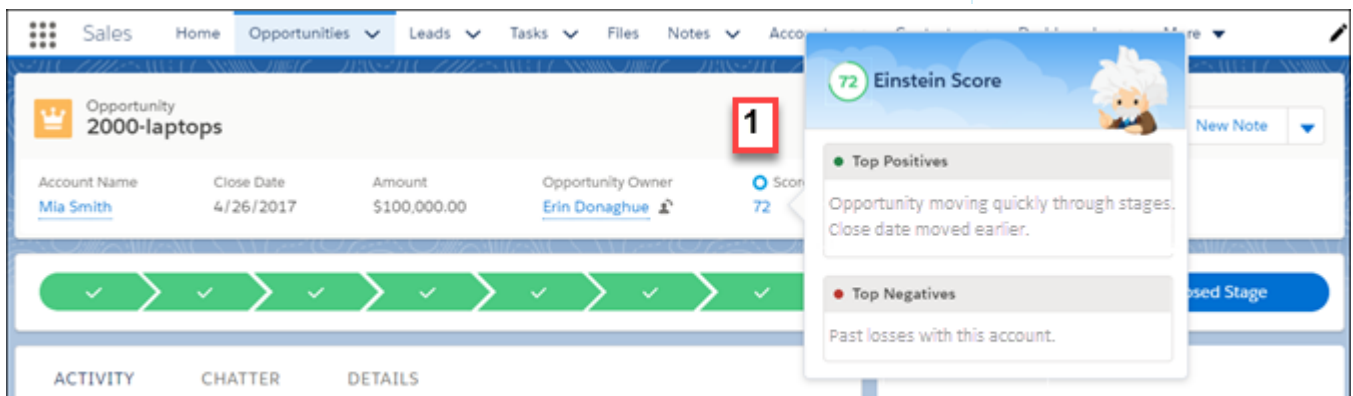 Sales Home Opportunities Leads Tasks Files Notes
72 Einstein Score
Opportunity
2000-laptops
1
New Note
Top Positives
Account Name Close Date Amount Opportunity Owner
Mia Smith 4/26/2017 $100,000.00 Erin Donaghue 72
Opportunity moving quickly through stages.
Close date moved earlier.
Top Negatives
Past losses with this account.
Stage
ACTIVITY CHATTER DETAILS